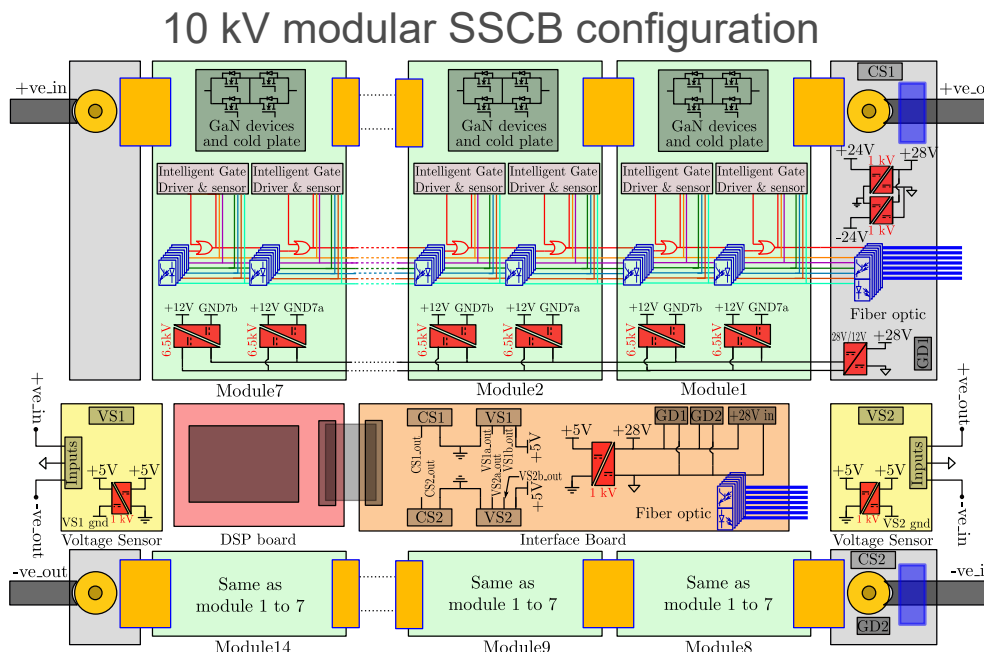 10 kV modular SSCB configuration
+ve_in
CS1
+ve_o
GaN devices
and cold plate
GaN devices
and cold plate
GaN devices
and cold plate
+24V
+28V
1 kV
1 kV
-24V
Intelligent Gate
Driver & sensor
Intelligent Gate
Driver & sensor
Intelligent Gate
Driver & sensor
Intelligent Gate
Driver & sensor
Intelligent Gate
Driver & sensor
Intelligent Gate
Driver & sensor
Fiber optic
+12V GND7b
+12V GND7a
+12V GND7b
+12V GND7a
+12V GND7b
+12V GND7a
6.5kV
6.5kV
6.5kV
6.5kV
6.5kV
6.5kV
28V/12V
+28V
GD1
Module7
Module2
Module1
+ve_in
VS1
Inputs
+5V
+5V
VS1 gnd
1 kV
-ve_out
Voltage Sensor
DSP board
CS1
VS1
GD1
GD2
+28V in
CS1_out
VS1a_out
VS1b_out
+5V
+5V
+28V
CS2_out
VS2a_out
VS2b_out
+5V
1 kV
CS2
VS2
Fiber optic
Interface Board
VS2
+ve_out
Inputs
+5V
+5V
1 kV
VS2 gnd
-ve_in
Voltage Sensor
-ve_out
CS2
-ve_i
Same as
module 1 to 7
Same as
module 1 to 7
Same as
module 1 to 7
GD2
Module14
Module9
Module8